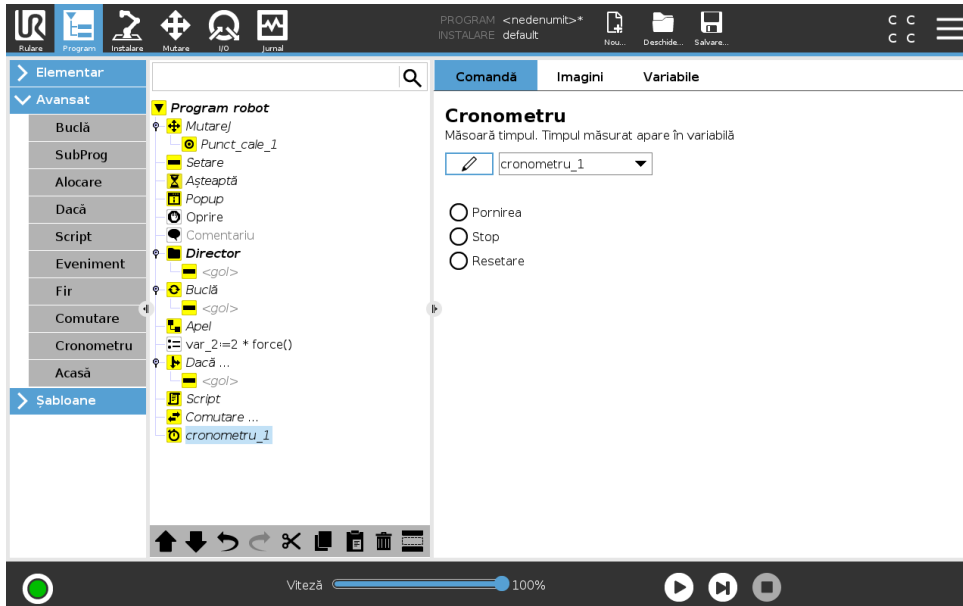 PROGRAM <nedenumit>*
INSTALARE default
Rulare
Program
Instalare
Mutare
I/O
Jurnal
Nou...
Deschide...
Salvare...
C C
C C
Elementar
Avansat
Buclă
SubProg
Alocare
Dacă
Script
Eveniment
Fir
Comutare
Cronometru
Acasă
Șabloane
Program robot
MutareJ
Punct_cale_1
Setare
Așteaptă
Popup
Oprire
Comentariu
Director
<gol>
Buclă
<gol>
Apel
var_2:=2 * force()
Dacă ...
<gol>
Script
Comutare ...
cronometru_1
Comandă
Imagini
Variabile
Cronometru
Măsoară timpul. Timpul măsurat apare în variabilă
cronometru_1
Pornirea
Stop
Resetare
Viteză
100%